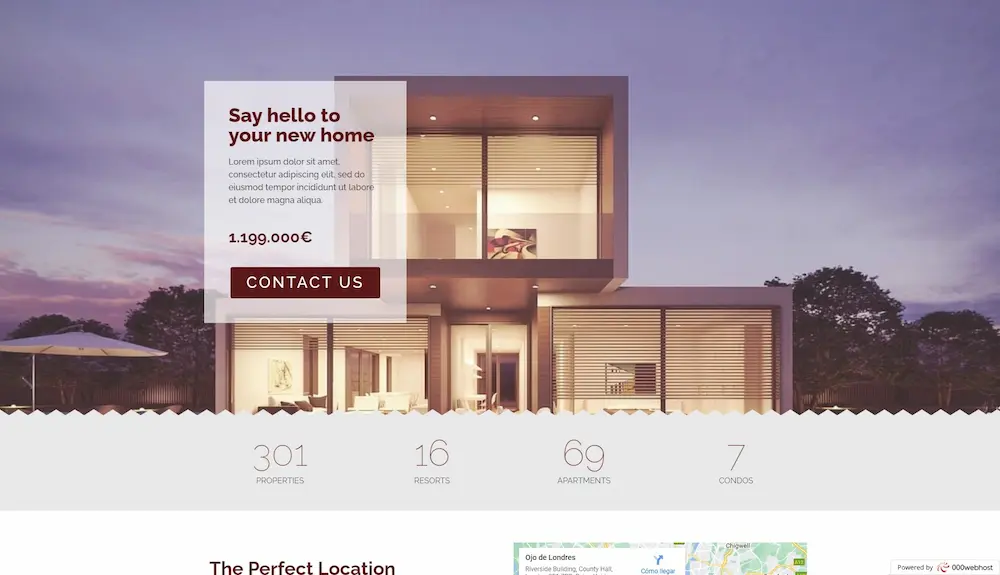 Say hello to
your new home
Lorem ipsum dolor sit amet,
consectetur adipiscing elit, sed do
eiusmod tempor incididunt ut labore
et dolore magna aliqua.
1.199.000€
CONTACT US
301
16
69
7
PROPERTIES
RESORTS
APARTMENTS
CONDOS
The Perfect Location
Ojo de Londres
Riverside Building, County Hall,
Cómo llegar
Chigwell
Powered by 000webhost